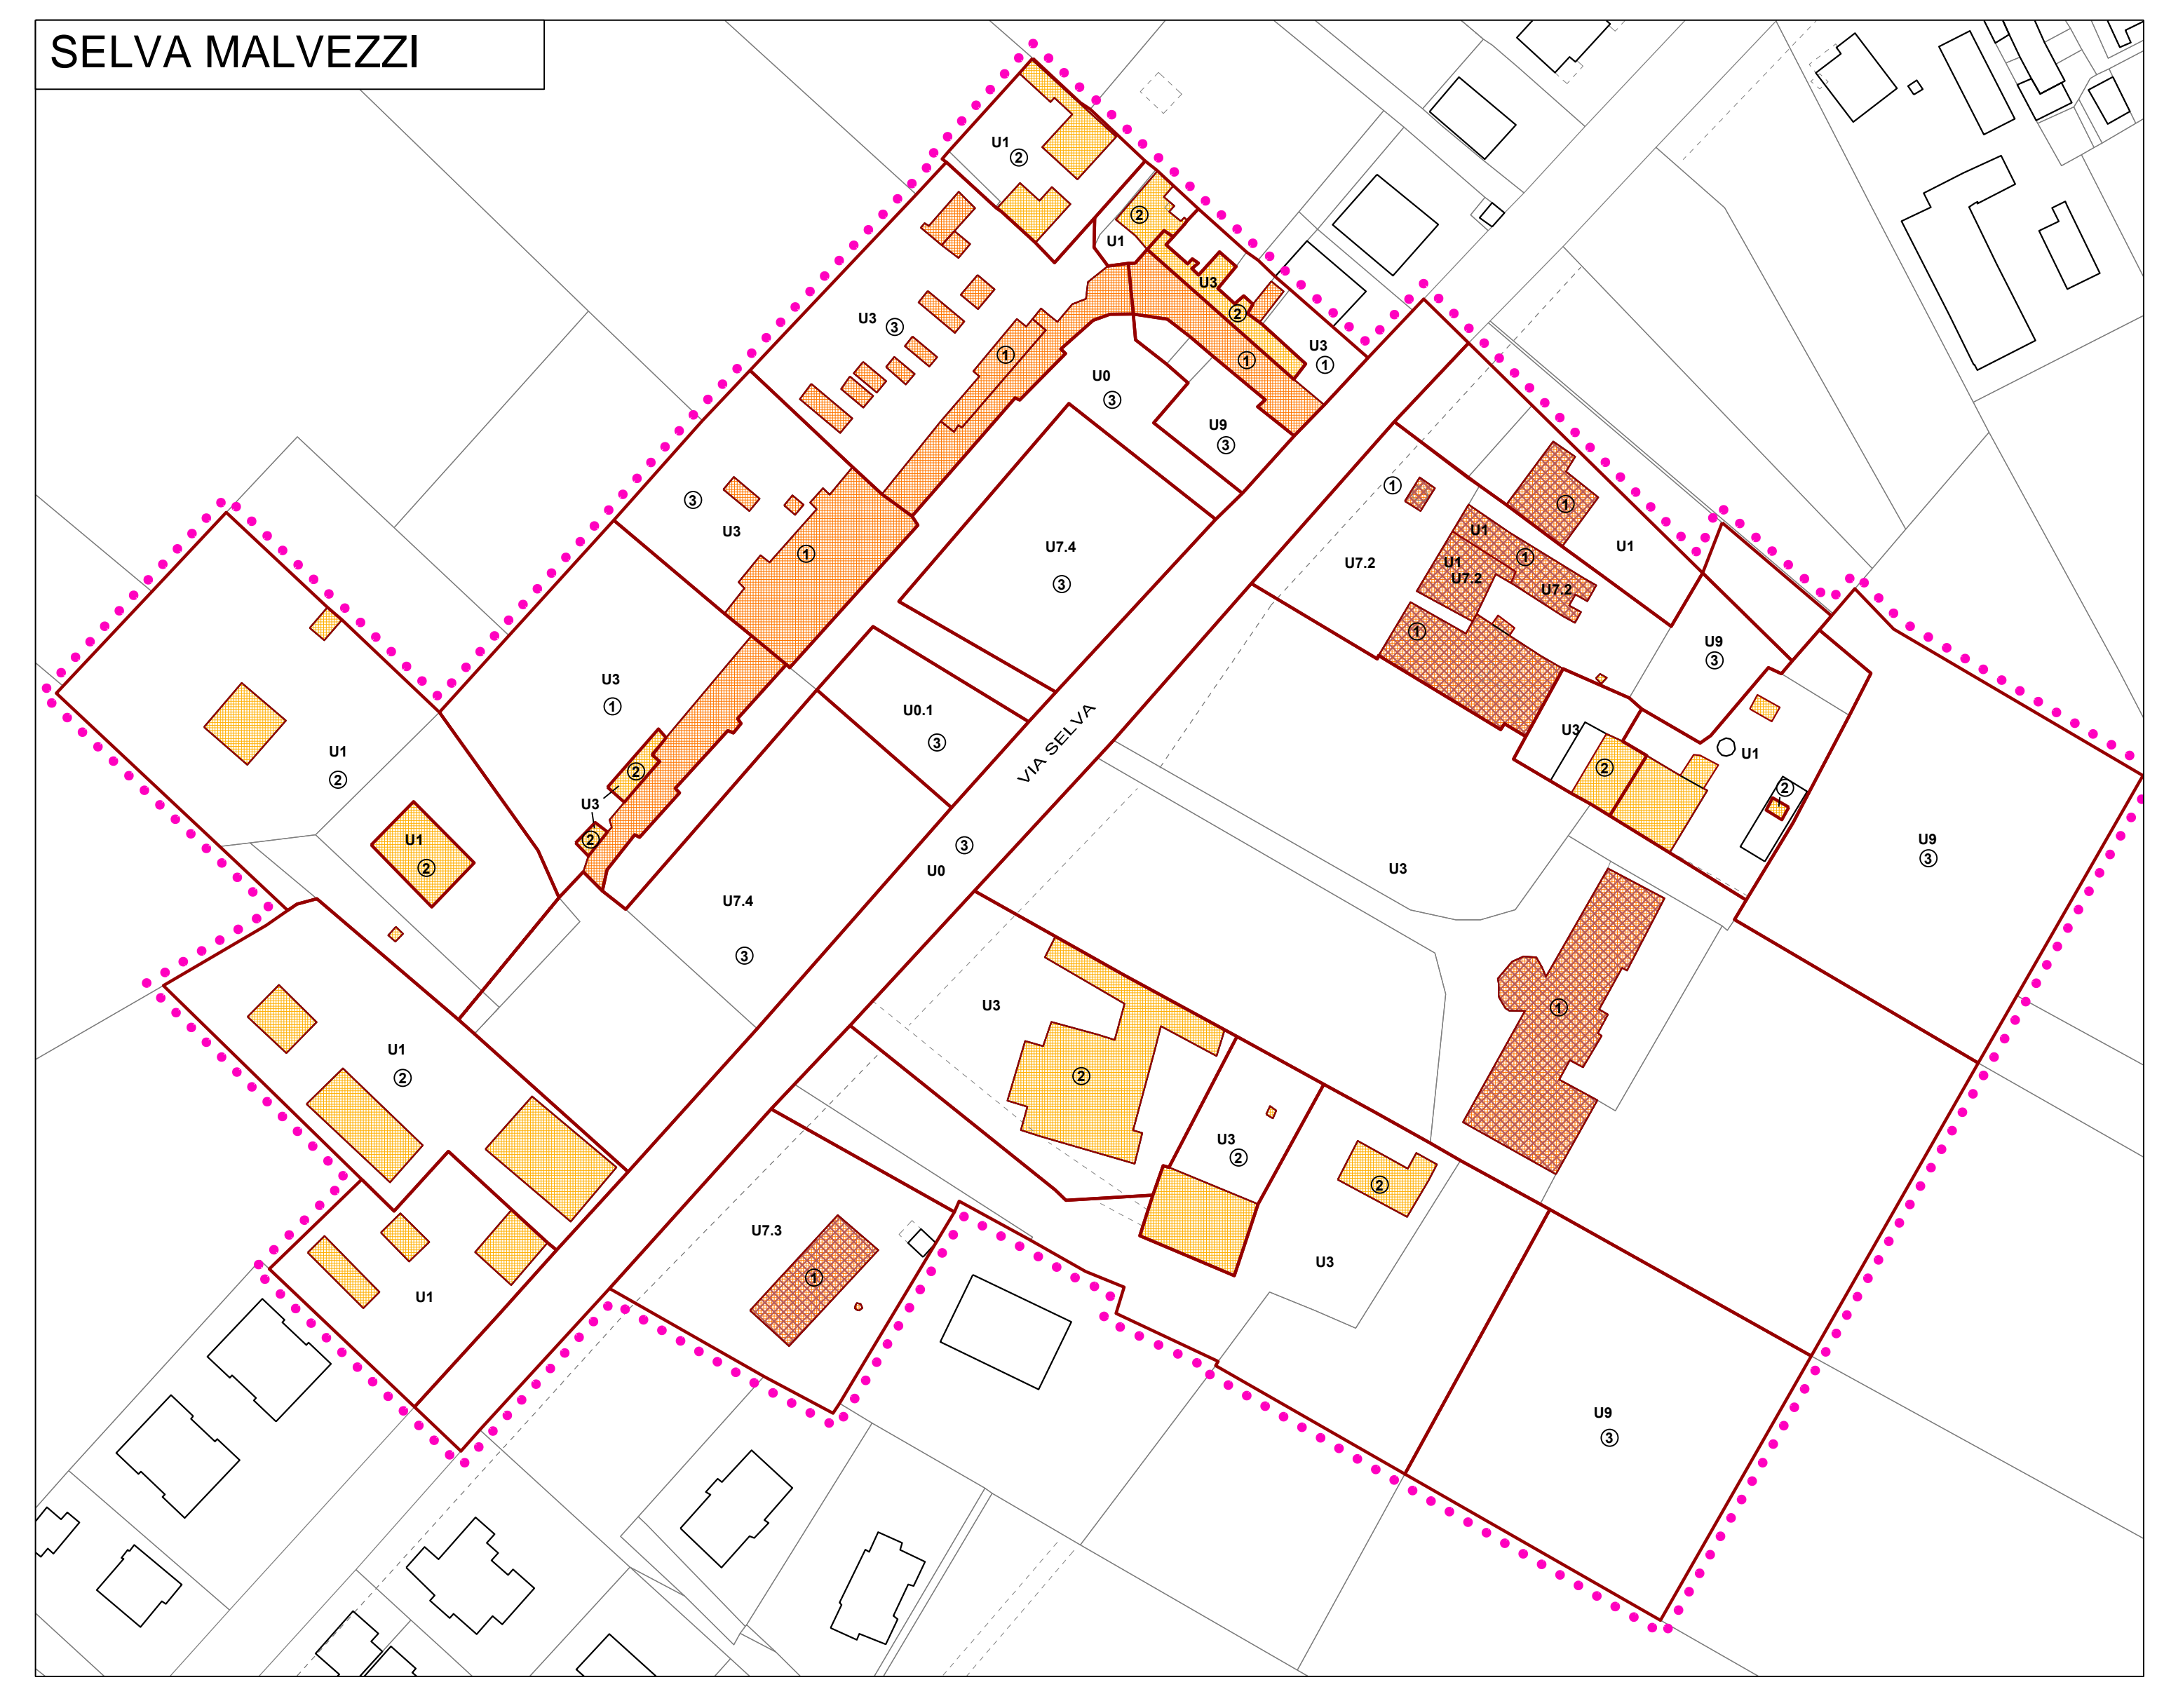 SELVA MALVEZZI
U1
②
②
U1
U3
②
U3
①
①
U3
③
①
U0
③
U9
③
③
U3
①
U7.4
③
①
U7.2
U1
①
①
U1
U7.2
U7.2
U1
①
U9
③
U3
①
②
U3
②
U0.1
③
VIA SELVA
U3
②
U1
②
U9
③
U1
②
U1
②
U7.4
③
③
U0
U3
①
U3
②
U1
②
U3
②
②
U3
U7.3
①
U1
U9
③